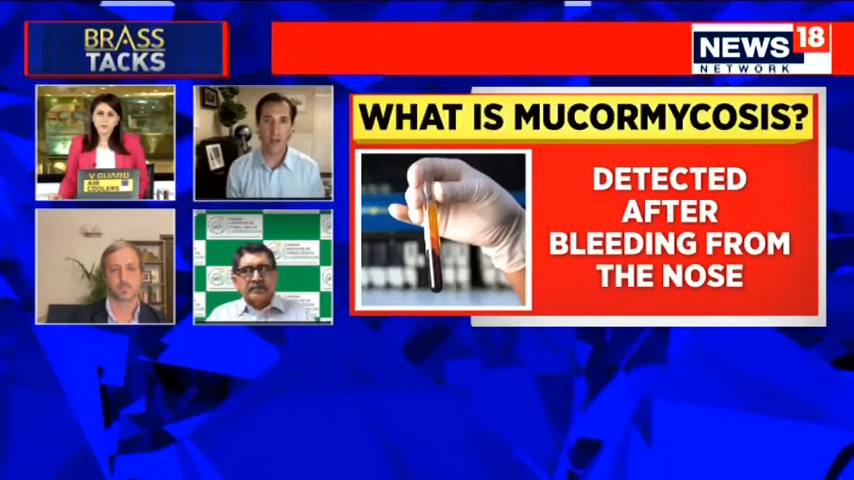 BRASS
TACKS
NEWS 18
NETWORK
V-GUARD
AIR
COOLERS
WHAT IS MUCORMYCOSIS?
DETECTED
AFTER
BLEEDING FROM
THE NOSE